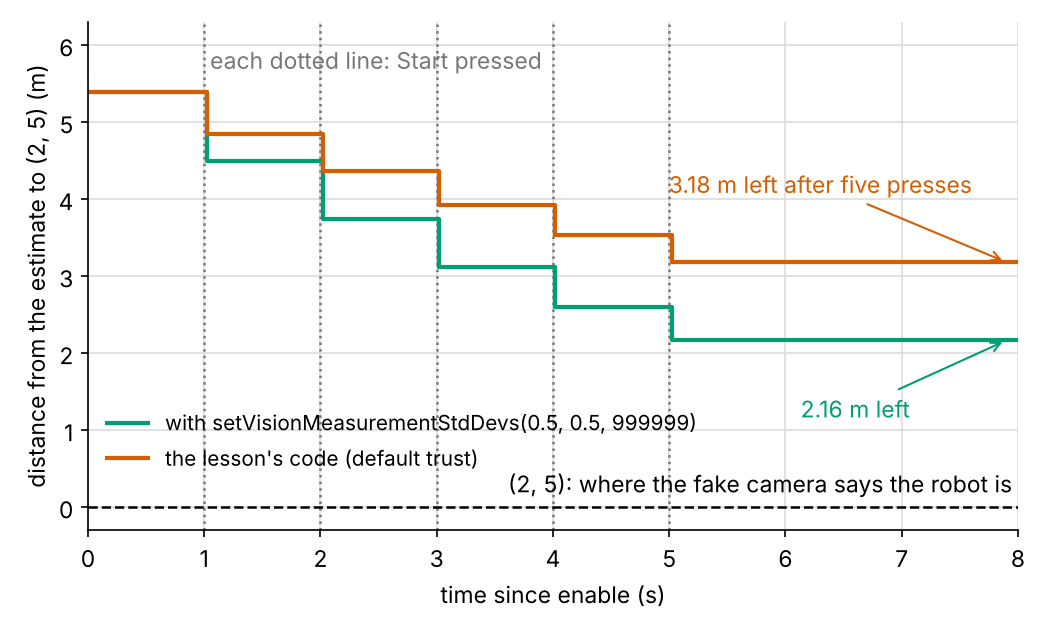 distance from the estimate to (2, 5) (m)
6
5
4
3
2
1
0
each dotted line: Start pressed
3.18 m left after five presses
2.16 m left
with setVisionMeasurementStdDevs(0.5, 0.5, 999999)
the lesson's code (default trust)
(2, 5): where the fake camera says the robot is
0 1 2 3 4 5 6 7 8
time since enable (s)